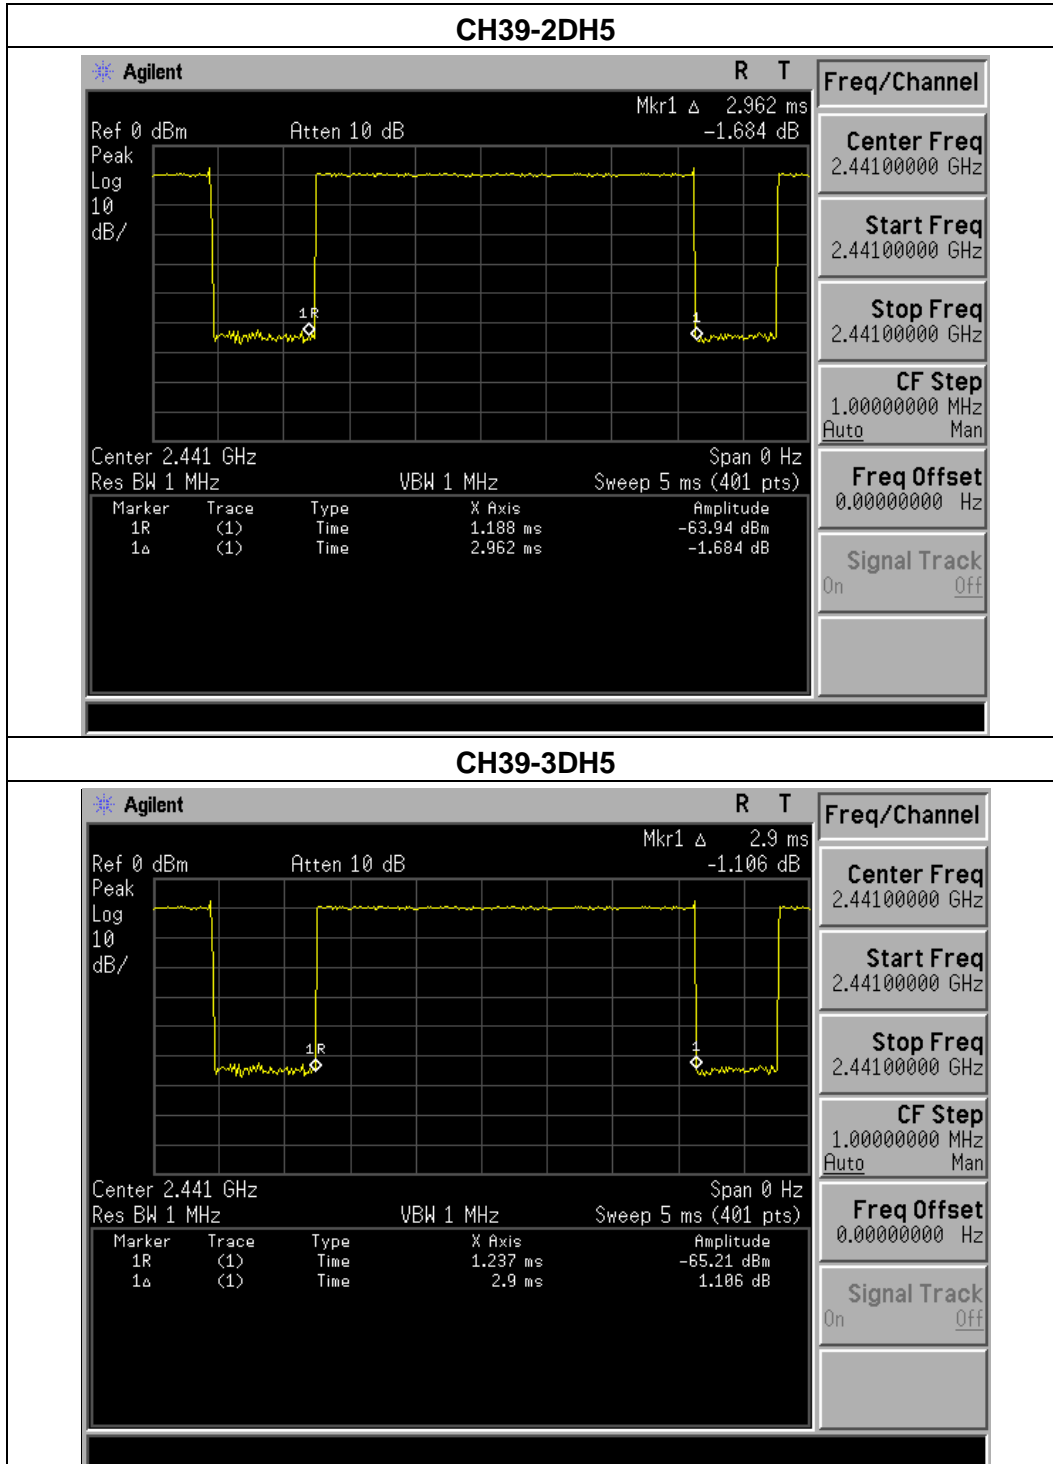 CH39-2DH5
Agilent R T
Mkr1 Δ 2.962 ms
Ref 0 dBm Atten 10 dB -1.684 dB
Peak
Log
10
dB/
1R
1
Center 2.441 GHz Span 0 Hz
Res BW 1 MHz VBW 1 MHz Sweep 5 ms (401 pts)
Marker Trace Type X Axis Amplitude
1R (1) Time 1.188 ms -63.94 dBm
1Δ (1) Time 2.962 ms -1.684 dB
Freq/Channel
Center Freq
2.44100000 GHz
Start Freq
2.44100000 GHz
Stop Freq
2.44100000 GHz
CF Step
1.00000000 MHz
Auto Man
Freq Offset
0.00000000 Hz
Signal Track
On Off
CH39-3DH5
Agilent R T
Mkr1 Δ 2.9 ms
Ref 0 dBm Atten 10 dB -1.106 dB
Peak
Log
10
dB/
1R
1
Center 2.441 GHz Span 0 Hz
Res BW 1 MHz VBW 1 MHz Sweep 5 ms (401 pts)
Marker Trace Type X Axis Amplitude
1R (1) Time 1.237 ms -65.21 dBm
1Δ (1) Time 2.9 ms 1.106 dB
Freq/Channel
Center Freq
2.44100000 GHz
Start Freq
2.44100000 GHz
Stop Freq
2.44100000 GHz
CF Step
1.00000000 MHz
Auto Man
Freq Offset
0.00000000 Hz
Signal Track
On Off